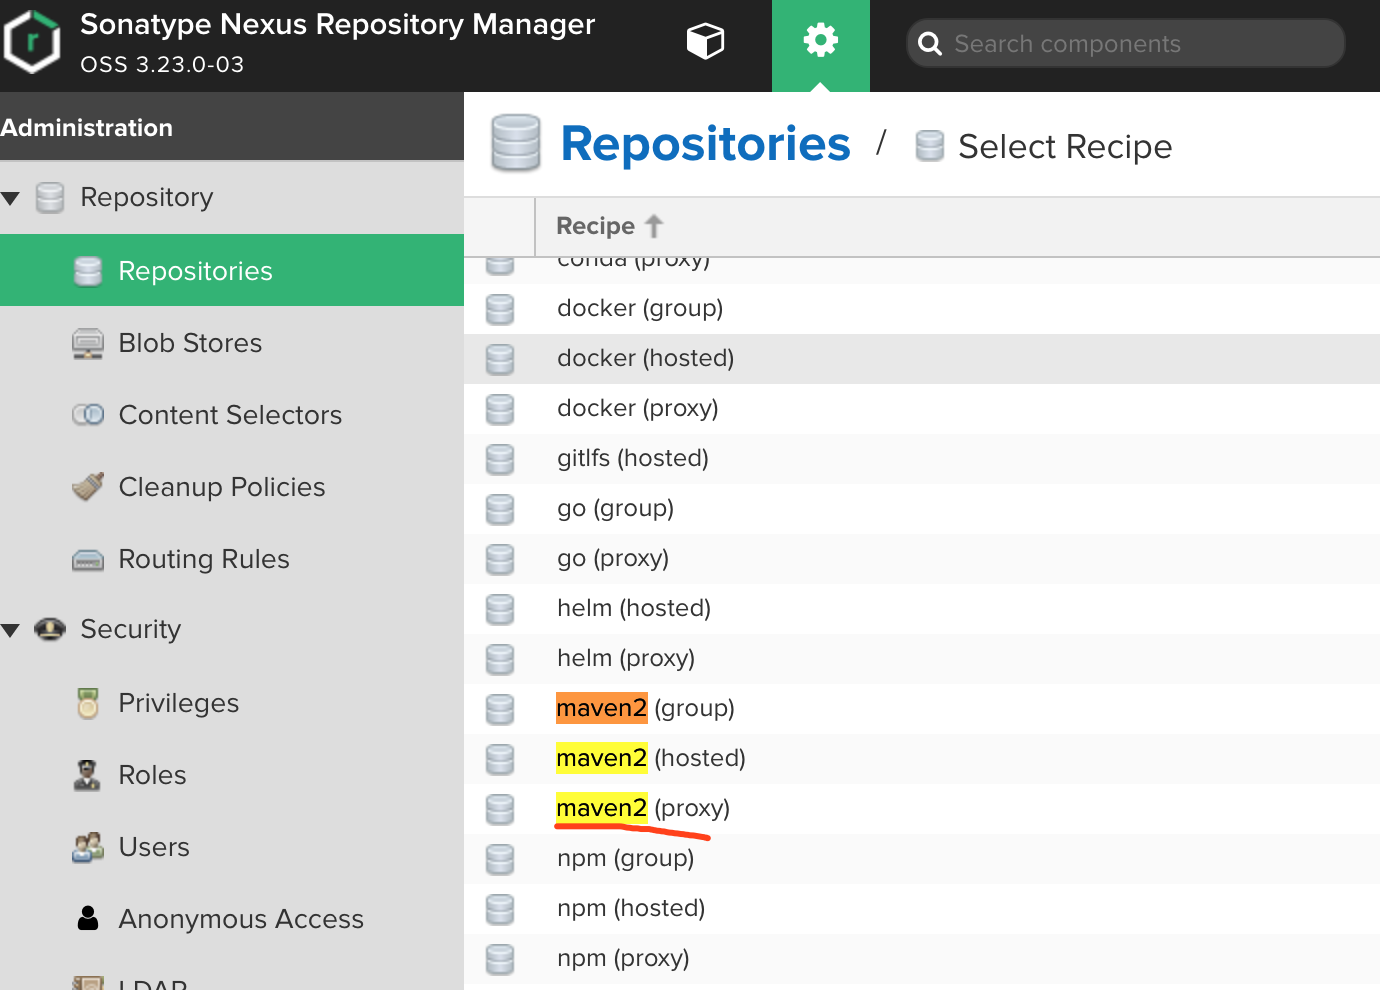 Sonatype Nexus Repository Manager
OSS 3.23.0-03
Search components
Administration
Repository
Repositories
Blob Stores
Content Selectors
Cleanup Policies
Routing Rules
Security
Privileges
Roles
Users
Anonymous Access
LDAP
Repositories / Select Recipe
Recipe
conda (proxy)
docker (group)
docker (hosted)
docker (proxy)
gitlfs (hosted)
go (group)
go (proxy)
helm (hosted)
helm (proxy)
maven2 (group)
maven2 (hosted)
maven2 (proxy)
npm (group)
npm (hosted)
npm (proxy)